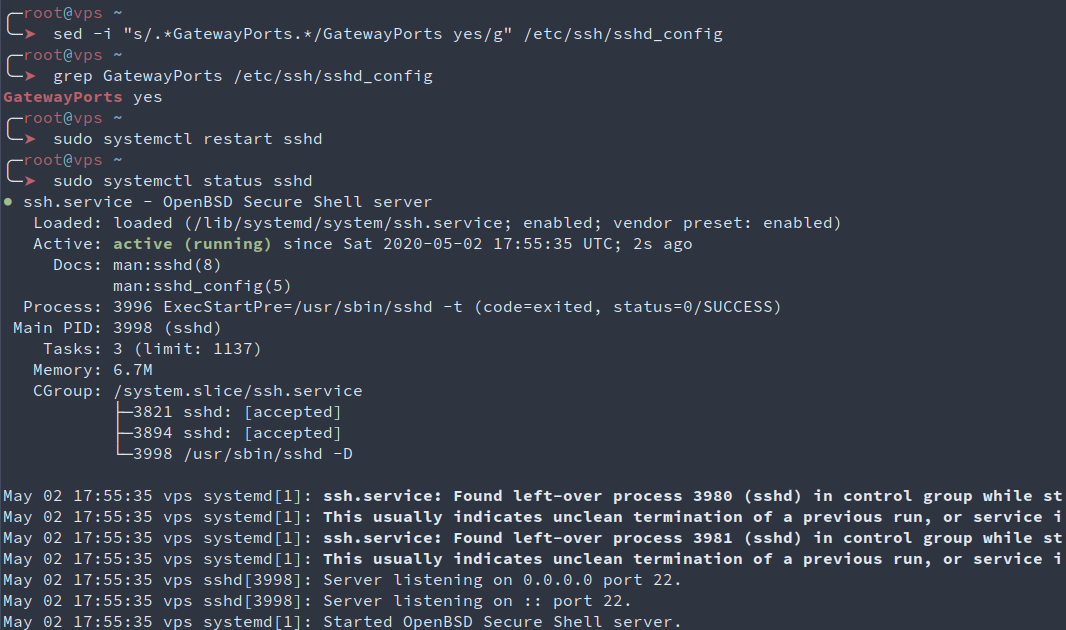 ╭─root@vps ~
╰─➤  sed -i "s/.*GatewayPorts.*/GatewayPorts yes/g" /etc/ssh/sshd_config
╭─root@vps ~
╰─➤  grep GatewayPorts /etc/ssh/sshd_config
GatewayPorts yes
╭─root@vps ~
╰─➤  sudo systemctl restart sshd
╭─root@vps ~
╰─➤  sudo systemctl status sshd
● ssh.service - OpenBSD Secure Shell server
   Loaded: loaded (/lib/systemd/system/ssh.service; enabled; vendor preset: enabled)
   Active: active (running) since Sat 2020-05-02 17:55:35 UTC; 2s ago
     Docs: man:sshd(8)
           man:sshd_config(5)
  Process: 3996 ExecStartPre=/usr/sbin/sshd -t (code=exited, status=0/SUCCESS)
 Main PID: 3998 (sshd)
    Tasks: 3 (limit: 1137)
   Memory: 6.7M
   CGroup: /system.slice/ssh.service
           ├─3821 sshd: [accepted]
           ├─3894 sshd: [accepted]
           └─3998 /usr/sbin/sshd -D

May 02 17:55:35 vps systemd[1]: ssh.service: Found left-over process 3980 (sshd) in control group while st
May 02 17:55:35 vps systemd[1]: This usually indicates unclean termination of a previous run, or service i
May 02 17:55:35 vps systemd[1]: ssh.service: Found left-over process 3981 (sshd) in control group while st
May 02 17:55:35 vps systemd[1]: This usually indicates unclean termination of a previous run, or service i
May 02 17:55:35 vps sshd[3998]: Server listening on 0.0.0.0 port 22.
May 02 17:55:35 vps sshd[3998]: Server listening on :: port 22.
May 02 17:55:35 vps systemd[1]: Started OpenBSD Secure Shell server.